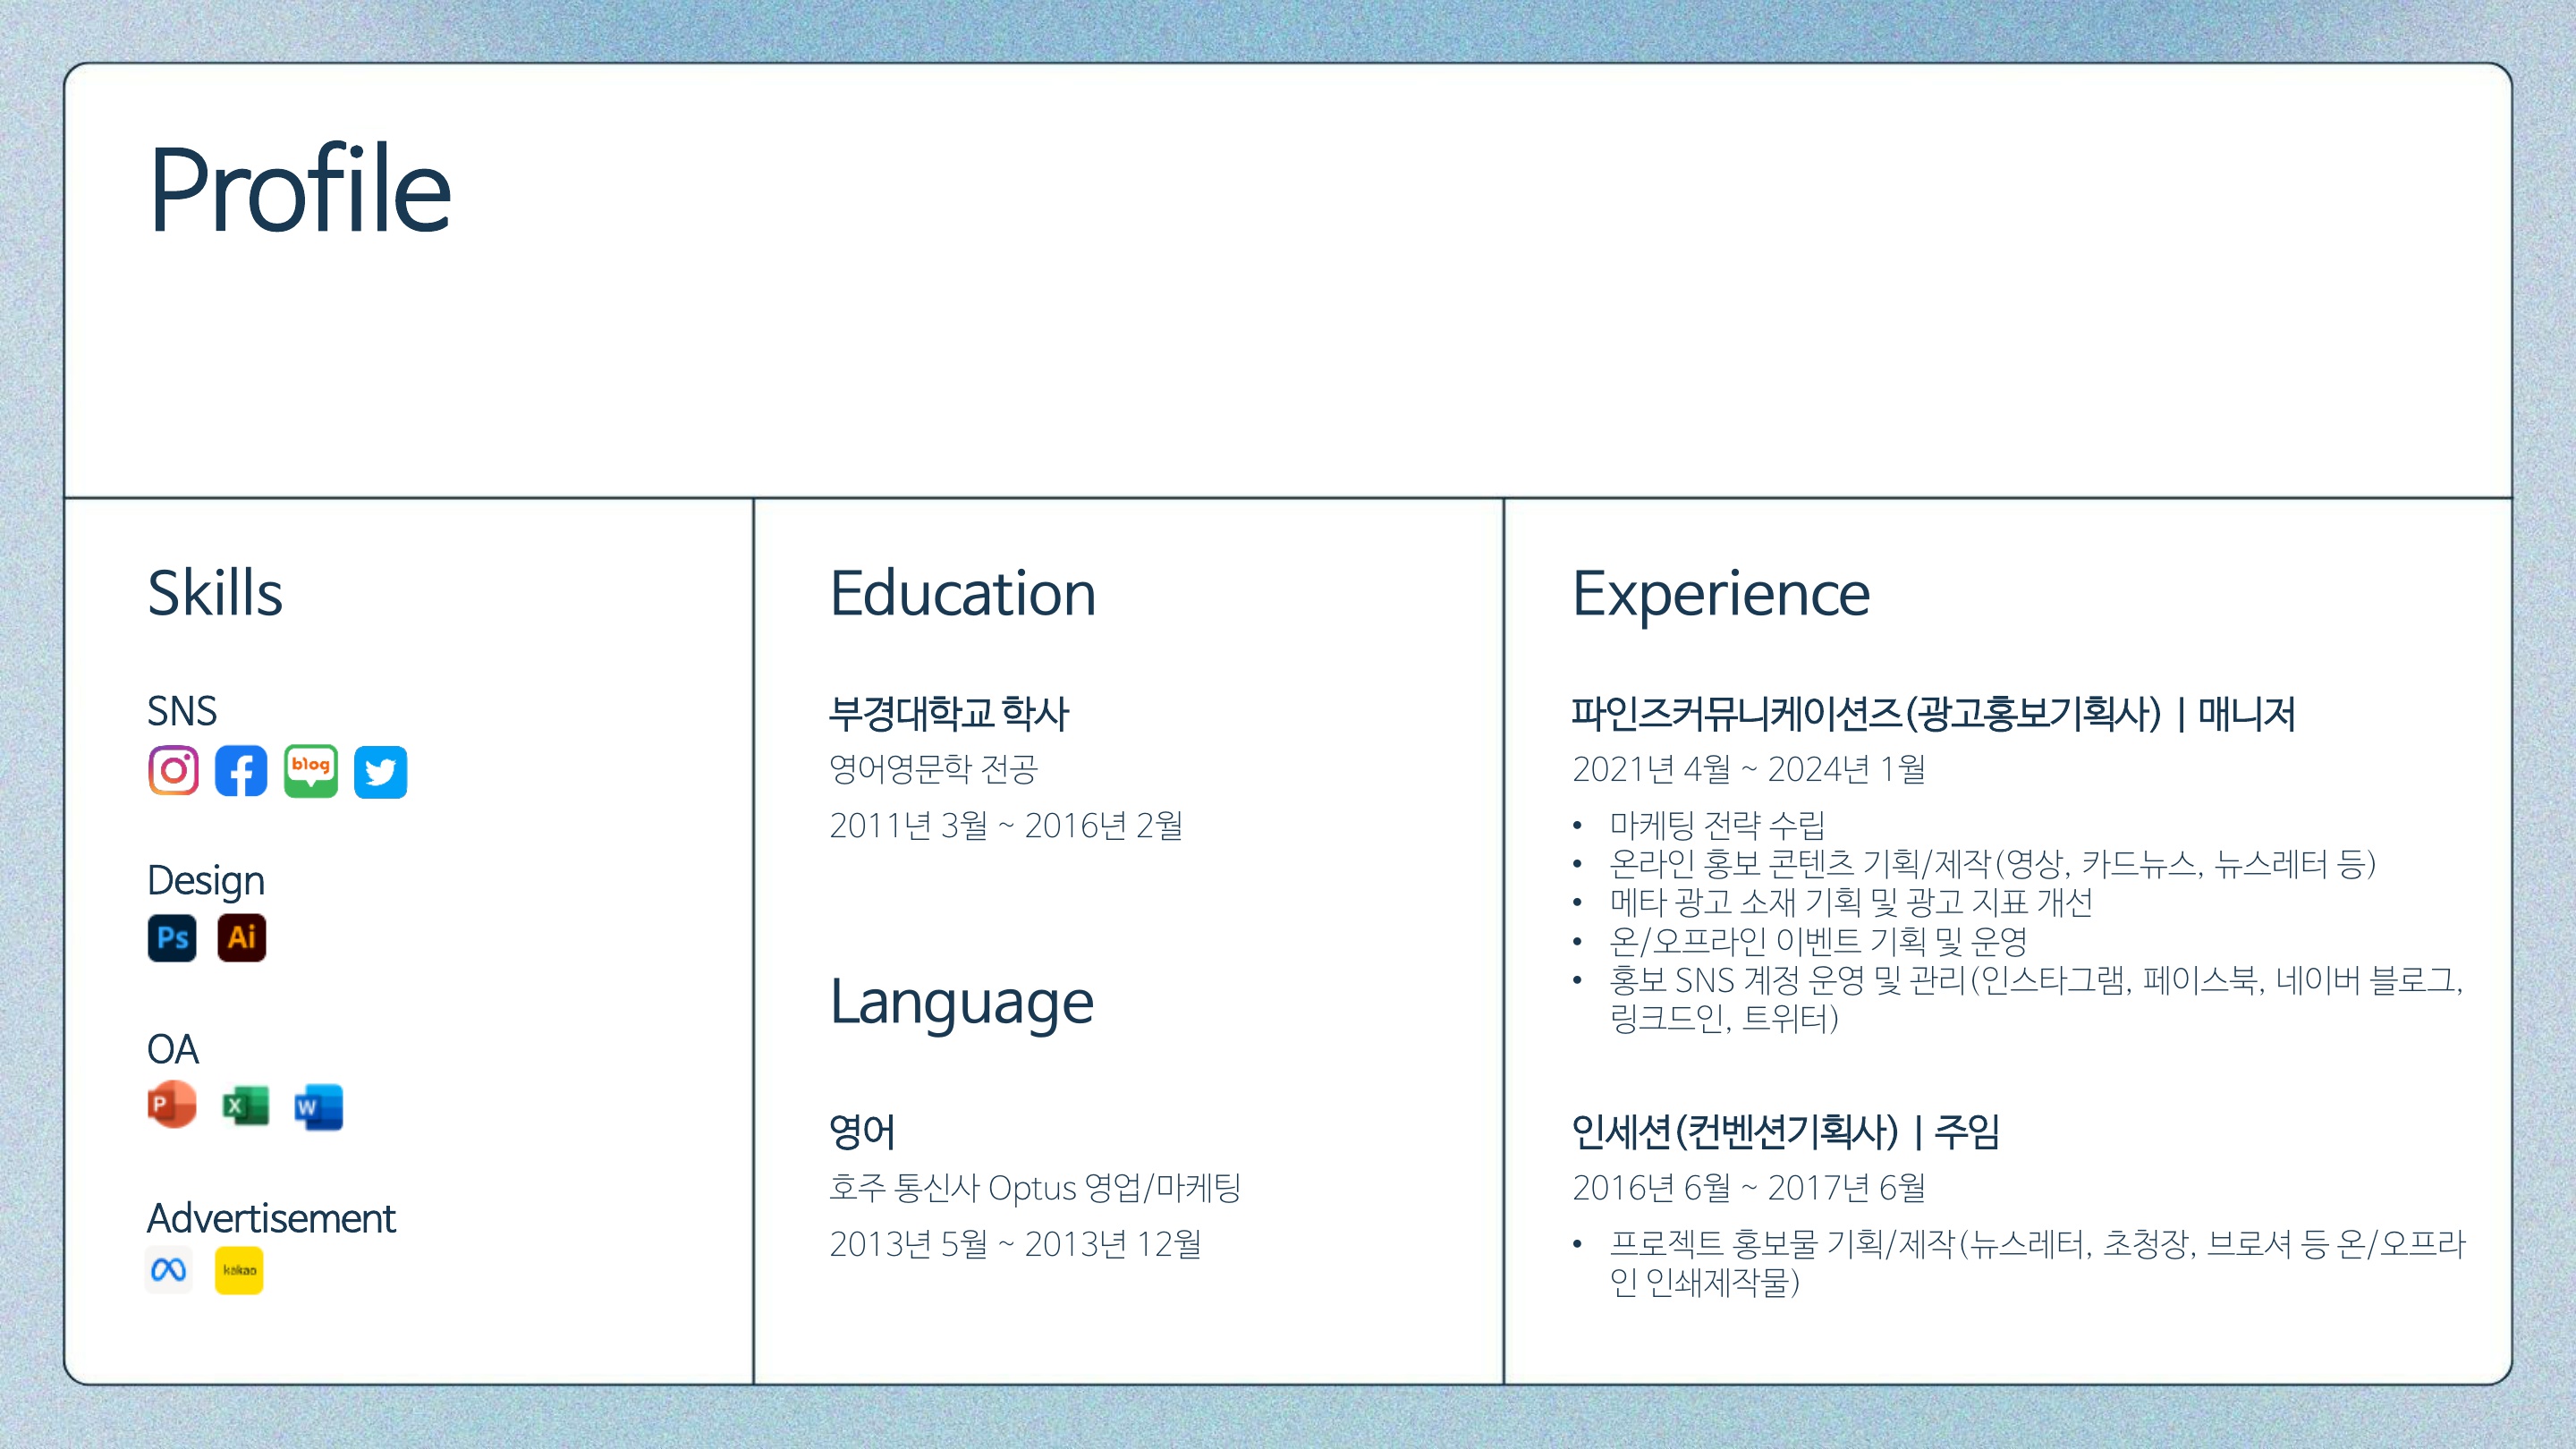 Profile
Skills
SNS
blog
Design
Ps Ai
OA
P X W
Advertisement
kakao
Education
부경대학교 학사
영어영문학 전공
2011년 3월 ~ 2016년 2월
Language
영어
호주 통신사 Optus 영업/마케팅
2013년 5월 ~ 2013년 12월
Experience
파인즈커뮤니케이션즈(광고홍보기획사) | 매니저
2021년 4월 ~ 2024년 1월
• 마케팅 전략 수립
• 온라인 홍보 콘텐츠 기획/제작(영상, 카드뉴스, 뉴스레터 등)
• 메타 광고 소재 기획 및 광고 지표 개선
• 온/오프라인 이벤트 기획 및 운영
• 홍보 SNS 계정 운영 및 관리(인스타그램, 페이스북, 네이버 블로그,
링크드인, 트위터)
인세션(컨벤션기획사) | 주임
2016년 6월 ~ 2017년 6월
• 프로젝트 홍보물 기획/제작(뉴스레터, 초청장, 브로셔 등 온/오프라
인 인쇄제작물)